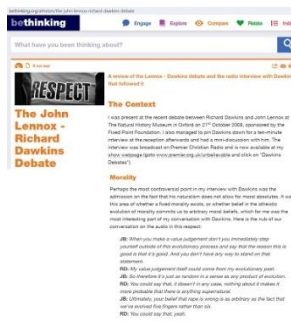 bethinking.org/atheism/the-john-lennox-richard-dawkins-debate
bethinking
Engage
Explore
Compare
Relate
What have you been thinking about?
RESPECT
The John
Lennox -
Richard
Dawkins
Debate
A review of the Lennox - Dawkins debate and the radio interview with Dawkins
that followed it
The Context
I was present at the recent debate between Richard Dawkins and John Lennox at
The Natural History Museum in Oxford on 21st October 2008, sponsored by the
Fixed Point Foundation. I also managed to pin Dawkins down for a ten-minute
interview at the reception afterwards and had a mini-discussion with him. The
interview was broadcast on Premier Christian Radio and is now available at my
show webpage (goto www.premier.org.uk/unbelievable and click on "Dawkins
Debates").
Morality
Perhaps the most controversial point in my interview with Dawkins was the
admission on the fact that his naturalism does not allow for moral absolutes. It was
this area of whether a fixed morality exists, or whether belief in the atheistic
evolution of morality commits us to arbitrary moral beliefs, which for me was the
most interesting part of my conversation with Dawkins. Here is the nub of our
conversation on the audio in this respect:
JB: When you make a value judgement don't you immediately step
yourself outside of this evolutionary process and say that the reason this is
good is that it's good. And you don't have any way to stand on that
statement.
RD: My value judgement itself could come from my evolutionary past.
JB: So therefore it's just as random in a sense as any product of evolution.
RD: You could say that, it doesn't in any case, nothing about it makes it
more probable that there is anything supernatural.
JB: Ultimately, your belief that rape is wrong is as arbitrary as the fact that
we've evolved five fingers rather than six.
RD: You could say that, yeah.